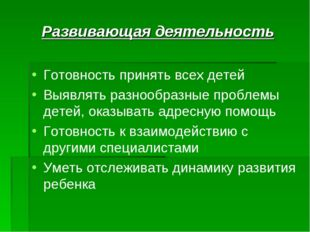 Развивающая деятельность
• Готовность принять всех детей
• Выявлять разнообразные проблемы
детей, оказывать адресную помощь
• Готовность к взаимодействию с
другими специалистами
• Уметь отслеживать динамику развития
ребенка